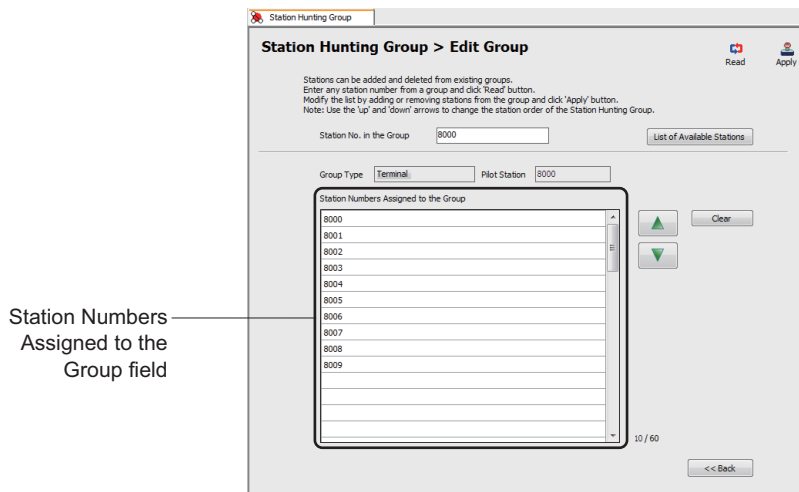 Station Hunting Group
Station Hunting Group > Edit Group
Read
Apply
Stations can be added and deleted from existing groups.
Enter any station number from a group and click 'Read' button.
Modify the list by adding or removing stations from the group and click 'Apply' button.
Note: Use the 'up' and 'down' arrows to change the station order of the Station Hunting Group.
Station No. in the Group 8000 List of Available Stations
Group Type Terminal Pilot Station 8000
Station Numbers Assigned to the Group
8000
Clear
8001
8002
8003
8004
8005
8006
8007
8008
8009
Station Numbers
Assigned to the
Group field
10 / 60
<< Back